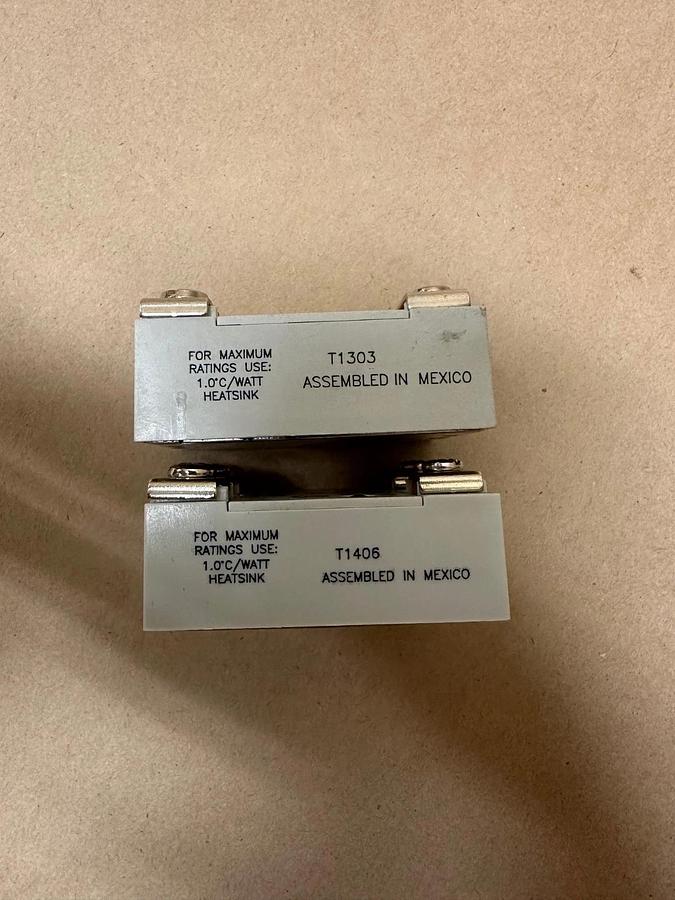 FOR MAXIMUM
RATINGS USE:
1.0°C/WATT
HEATSINK
T1303
ASSEMBLED IN MEXICO
FOR MAXIMUM
RATINGS USE:
1.0°C/WATT
HEATSINK
T1406
ASSEMBLED IN MEXICO